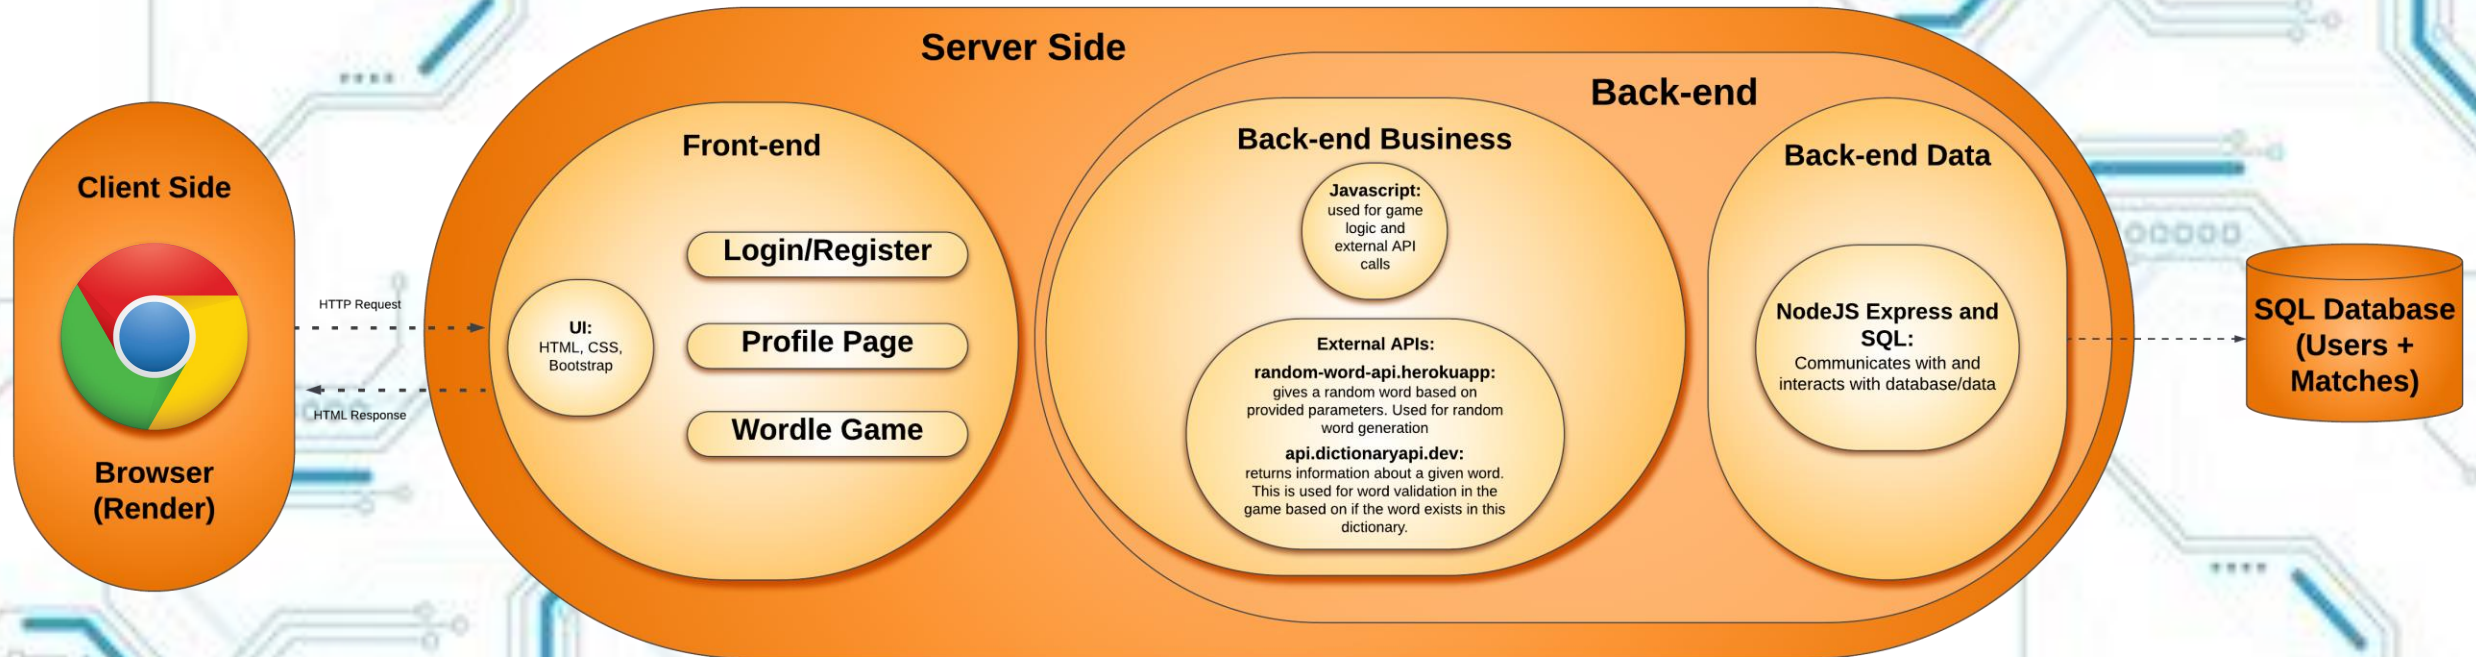 Server Side
Client Side
Browser
(Render)
HTTP Request
HTML Response
Front-end
UI:
HTML, CSS,
Bootstrap
Login/Register
Profile Page
Wordle Game
Back-end
Back-end Business
Javascript:
used for game
logic and
external API
calls
External APIs:
random-word-api.herokuapp:
gives a random word based on
provided parameters. Used for random
word generation
api.dictionaryapi.dev:
returns information about a given word.
This is used for word validation in the
game based on if the word exists in this
dictionary.
Back-end Data
NodeJS Express and
SQL:
Communicates with and
interacts with database/data
SQL Database
(Users +
Matches)